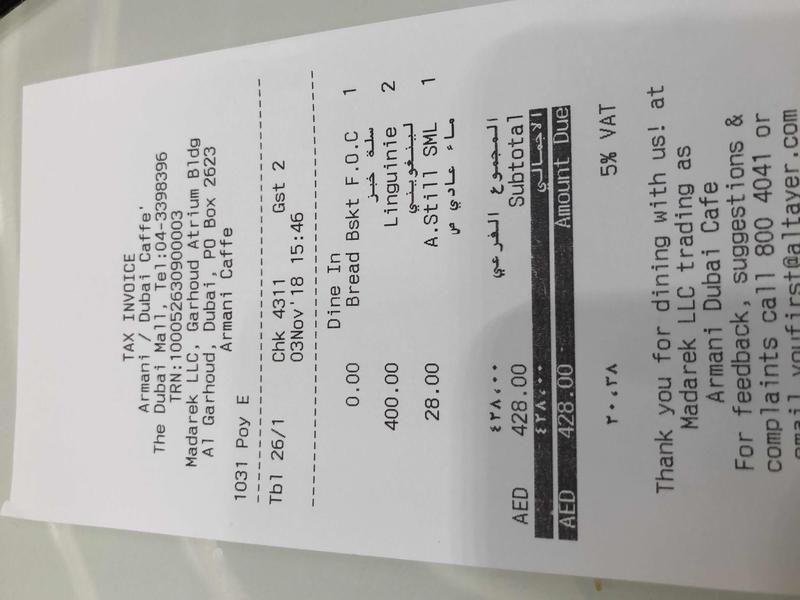 TAX INVOICE
Armani / Dubai Caffe'
The Dubai Mall, Tel:04-3398396
TRN:100052630900003
Madarek LLC, Garhoud Atrium Bldg
Al Garhoud, Dubai, PO Box 2623
Armani Caffe
1031 Poy E
--------------------------------
Tbl 26/1 Chk 4311 Gst 2
03Nov'18 15:46
--------------------------------
Dine In
0.00 Bread Bskt F.O.C 1
سلة خبز
400.00 Linguinie 2
لينغويني
28.00 A.Still SML 1
ماء عادي ص
٤٢٨،٠٠ المجموع الفرعي
AED 428.00 Subtotal
٤٢٨،٠٠ الاجمالي
AED 428.00 Amount Due
٢٠،٣٨ 5% VAT
Thank you for dining with us! at
Madarek LLC trading as
Armani Dubai Cafe
For feedback, suggestions &
complaints call 800 4041 or
email youfirst@altayer.com